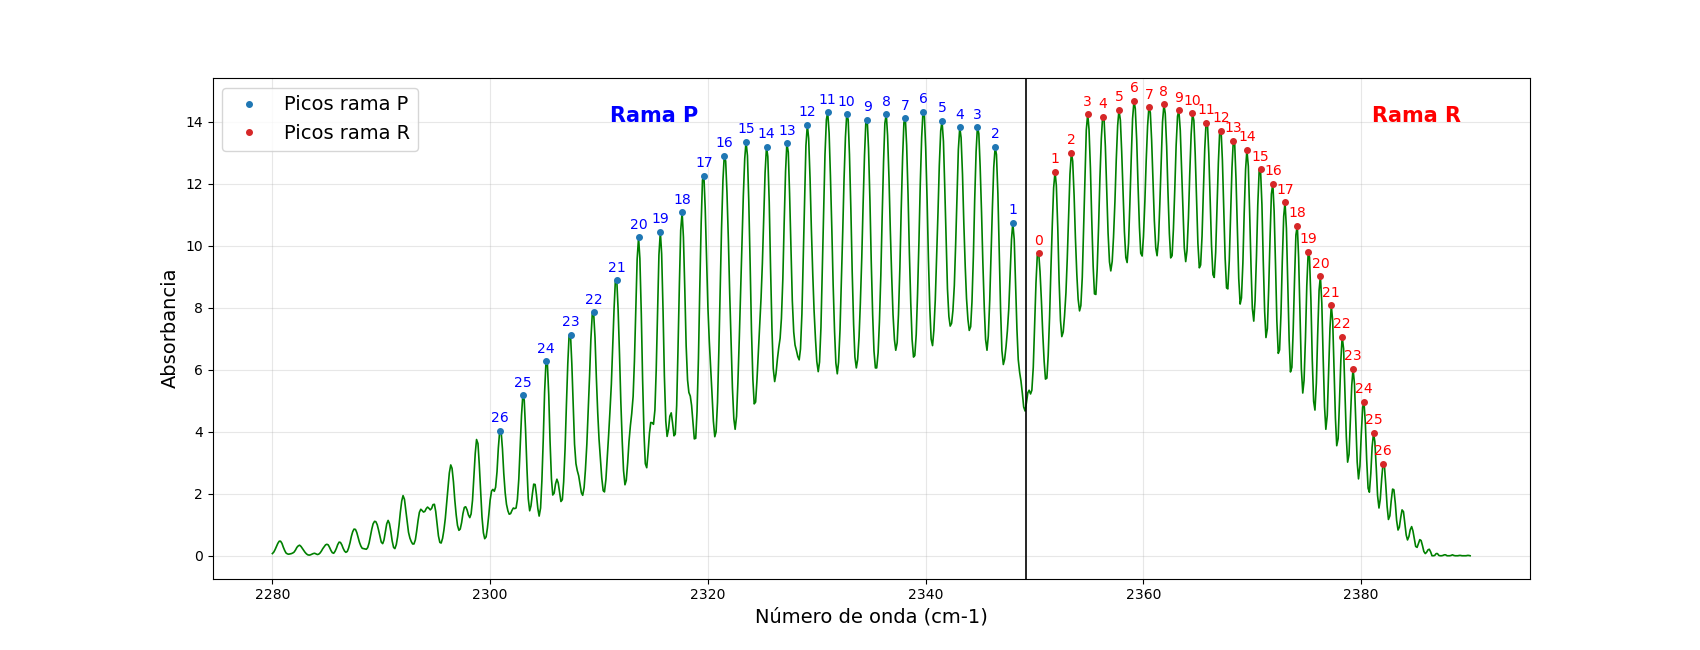 Picos rama P
Picos rama R
Rama P
Rama R
26 25 24 23 22 21 20 19 18 17 16 15 14 13 12 11 10 9 8 7 6 5 4 3 2 1
0 1 2 3 4 5 6 7 8 9 10 11 12 13 14 15 16 17 18 19 20 21 22 23 24 25 26
14
12
10
8
6
4
2
0
Absorbancia
2280 2300 2320 2340 2360 2380
Número de onda (cm-1)